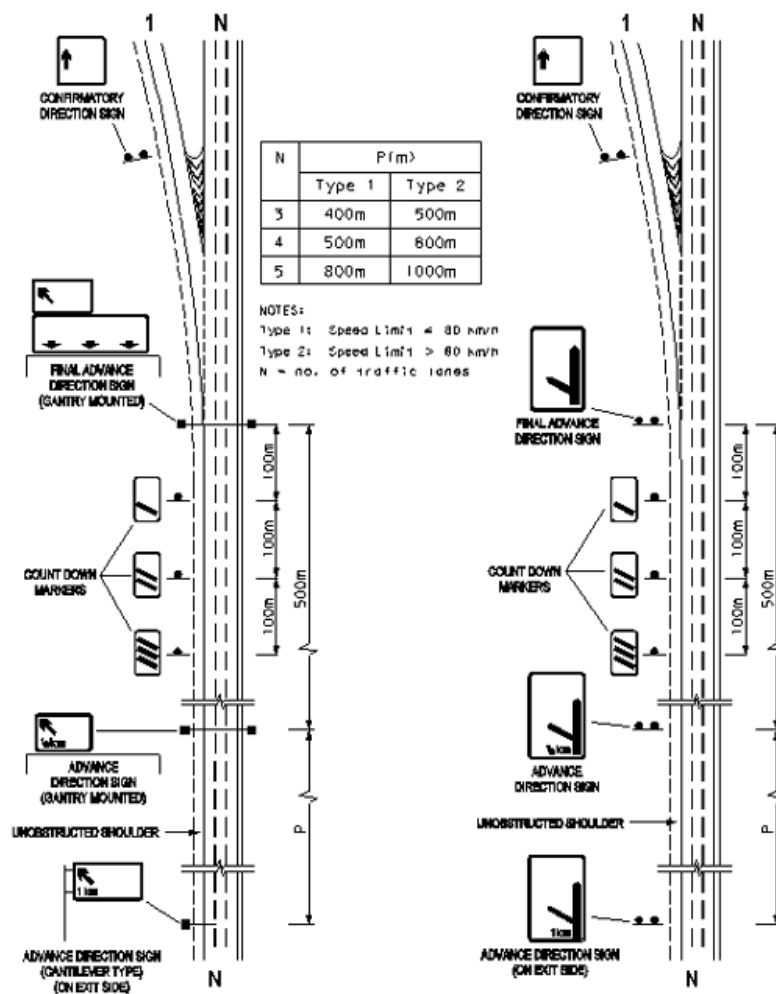 1 N
CONFIRMATORY
DIRECTION SIGN
N P(m)
Type 1 Type 2
3 400m 500m
4 500m 600m
5 800m 1000m
NOTES:
Type 1: Speed Limit ≤ 80 km/h
Type 2: Speed Limit > 80 km/h
N = no. of traffic lanes
FINAL ADVANCE
DIRECTION SIGN
(GANTRY MOUNTED)
100m
100m
100m
500m
COUNT DOWN
MARKERS
½km
ADVANCE
DIRECTION SIGN
(GANTRY MOUNTED)
UNOBSTRUCTED SHOULDER
P
1 km
ADVANCE DIRECTION SIGN
(CANTILEVER TYPE)
(ON EXIT SIDE)
N
1 N
CONFIRMATORY
DIRECTION SIGN
FINAL ADVANCE
DIRECTION SIGN
100m
100m
100m
500m
COUNT DOWN
MARKERS
½km
ADVANCE
DIRECTION SIGN
UNOBSTRUCTED SHOULDER
P
1km
ADVANCE DIRECTION SIGN
(ON EXIT SIDE)
N